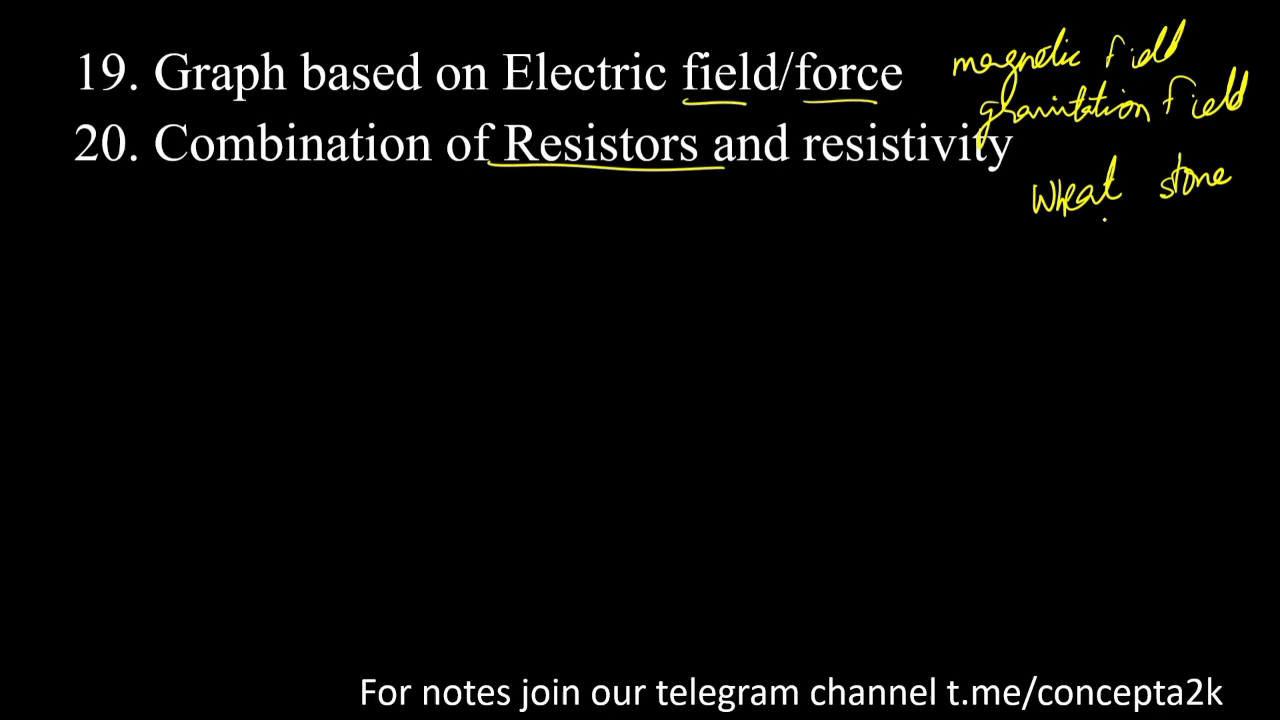 19. Graph based on Electric field/force
magnetic field
gravitation field
20. Combination of Resistors and resistivity
Wheat stone
For notes join our telegram channel t.me/concepta2k